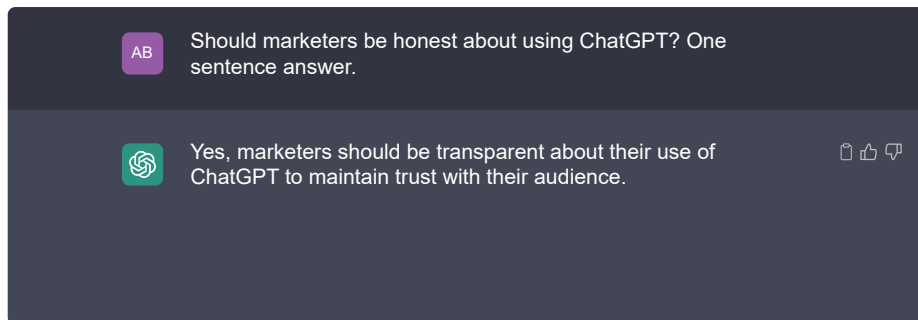 AB
Should marketers be honest about using ChatGPT? One
sentence answer.
Yes, marketers should be transparent about their use of
ChatGPT to maintain trust with their audience.